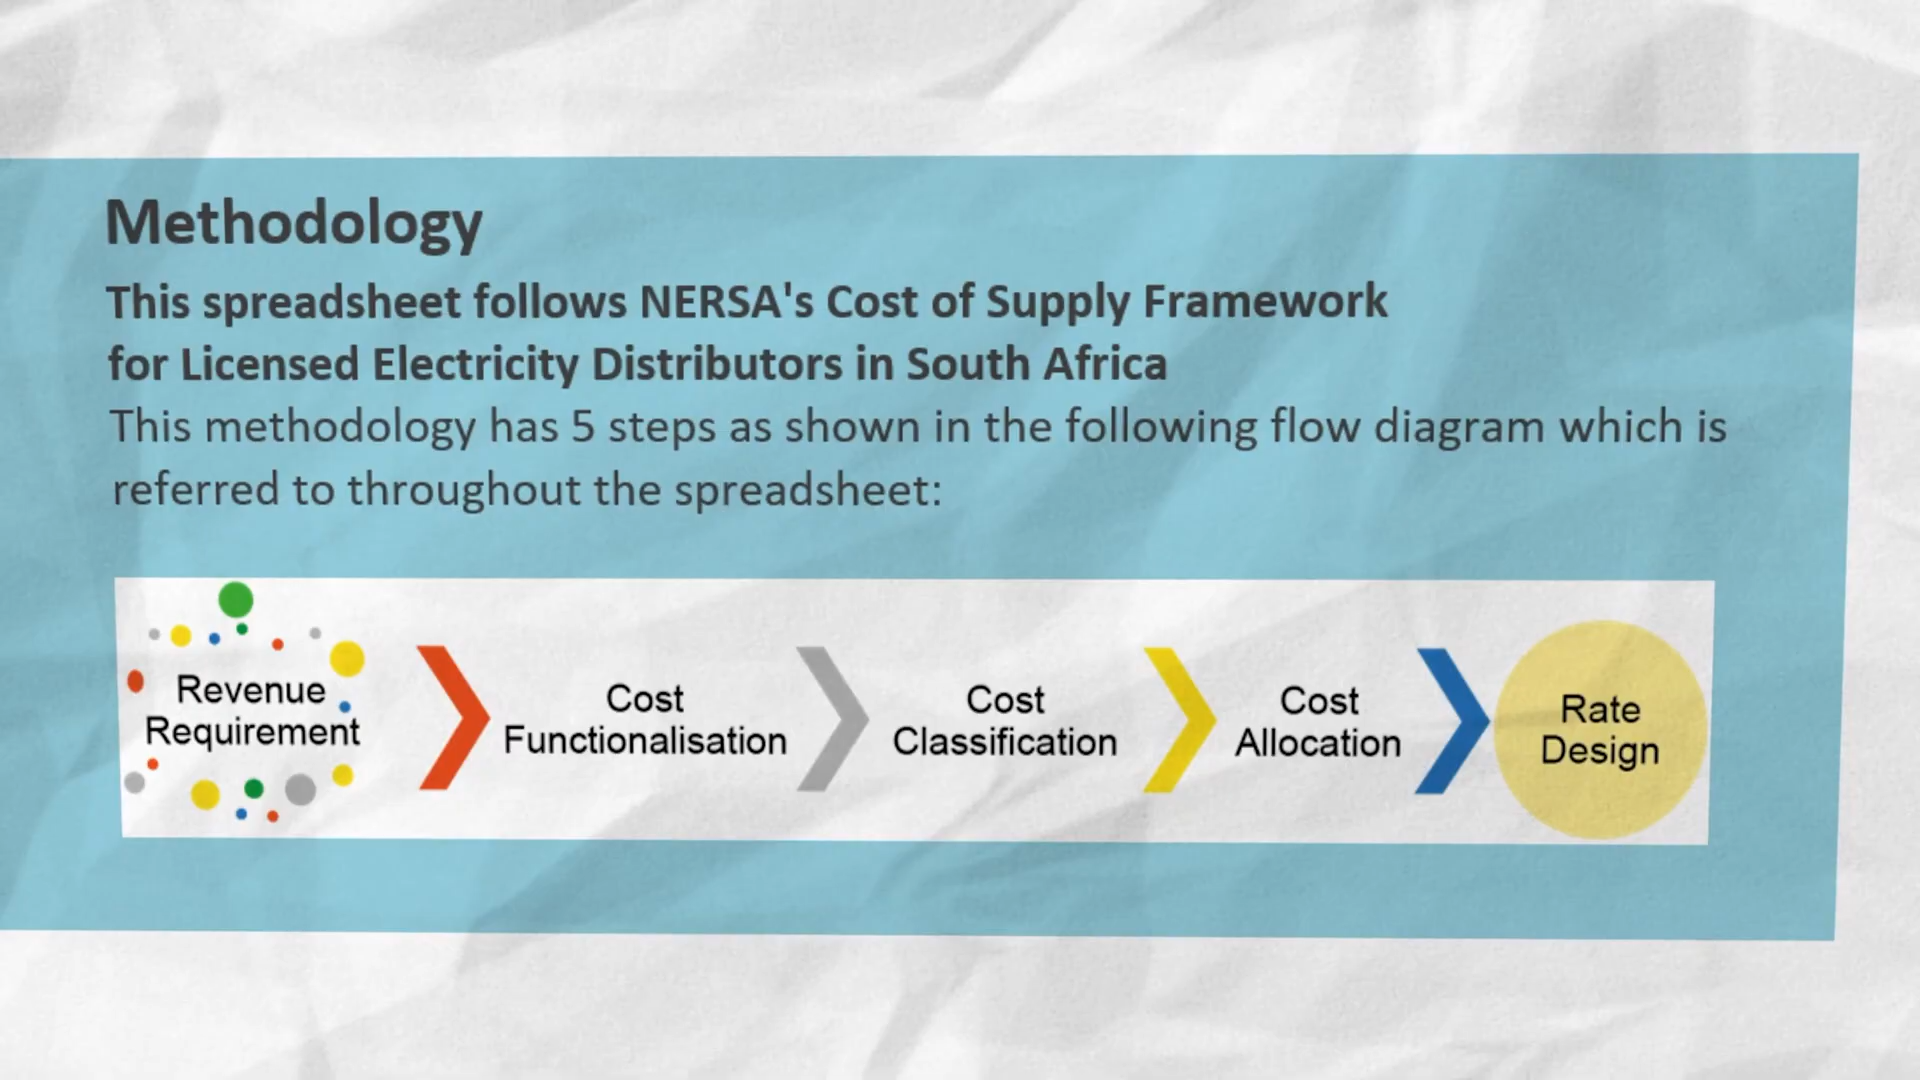 Methodology
This spreadsheet follows NERSA's Cost of Supply Framework
for Licensed Electricity Distributors in South Africa
This methodology has 5 steps as shown in the following flow diagram which is
referred to throughout the spreadsheet:
Revenue
Requirement
Cost
Functionalisation
Cost
Classification
Cost
Allocation
Rate
Design